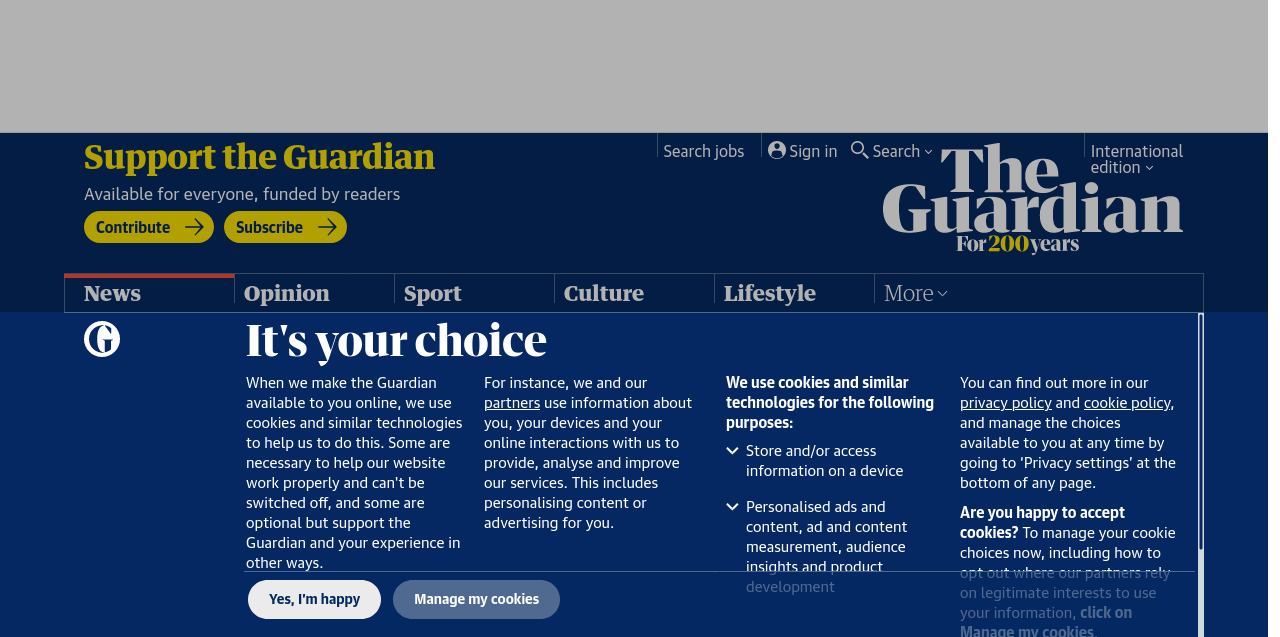 Support the Guardian
Available for everyone, funded by readers
Contribute
Subscribe
Search jobs
Sign in
Search
International
edition
The
Guardian
For 200 years
News
Opinion
Sport
Culture
Lifestyle
More
It's your choice
When we make the Guardian
available to you online, we use
cookies and similar technologies
to help us to do this. Some are
necessary to help our website
work properly and can't be
switched off, and some are
optional but support the
Guardian and your experience in
other ways.
For instance, we and our
partners use information about
you, your devices and your
online interactions with us to
provide, analyse and improve
our services. This includes
personalising content or
advertising for you.
We use cookies and similar
technologies for the following
purposes:
Store and/or access
information on a device
Personalised ads and
content, ad and content
measurement, audience
insights and product
development
You can find out more in our
privacy policy and cookie policy,
and manage the choices
available to you at any time by
going to ‘Privacy settings’ at the
bottom of any page.
Are you happy to accept
cookies? To manage your cookie
choices now, including how to
opt out where our partners rely
on legitimate interests to use
your information, click on
Manage my cookies.
Yes, I'm happy
Manage my cookies